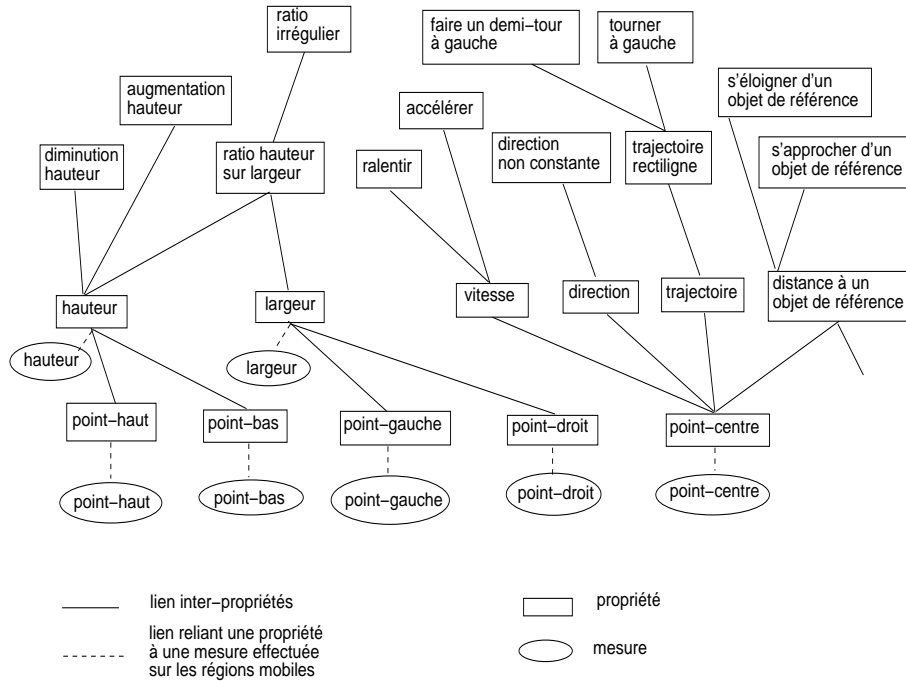 ratio
irrégulier
faire un demi−tour
à gauche
tourner
à gauche
augmentation
hauteur
accélérer
s'éloigner d'un
objet de référence
diminution
hauteur
ratio hauteur
sur largeur
ralentir
direction
non constante
trajectoire
rectiligne
s'approcher d'un
objet de référence
hauteur
largeur
vitesse
direction
trajectoire
distance à un
objet de référence
hauteur
largeur
point−haut
point−bas
point−gauche
point−droit
point−centre
point−haut
point−bas
point−gauche
point−droit
point−centre
lien inter−propriétés
propriété
lien reliant une propriété
à une mesure effectuée
sur les régions mobiles
mesure